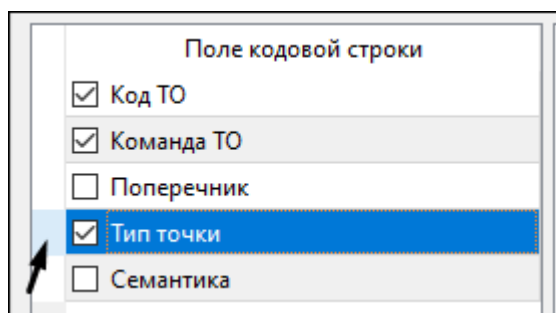 Поле кодовой строки
Код ТО
Команда ТО
Поперечник
Тип точки
Семантика